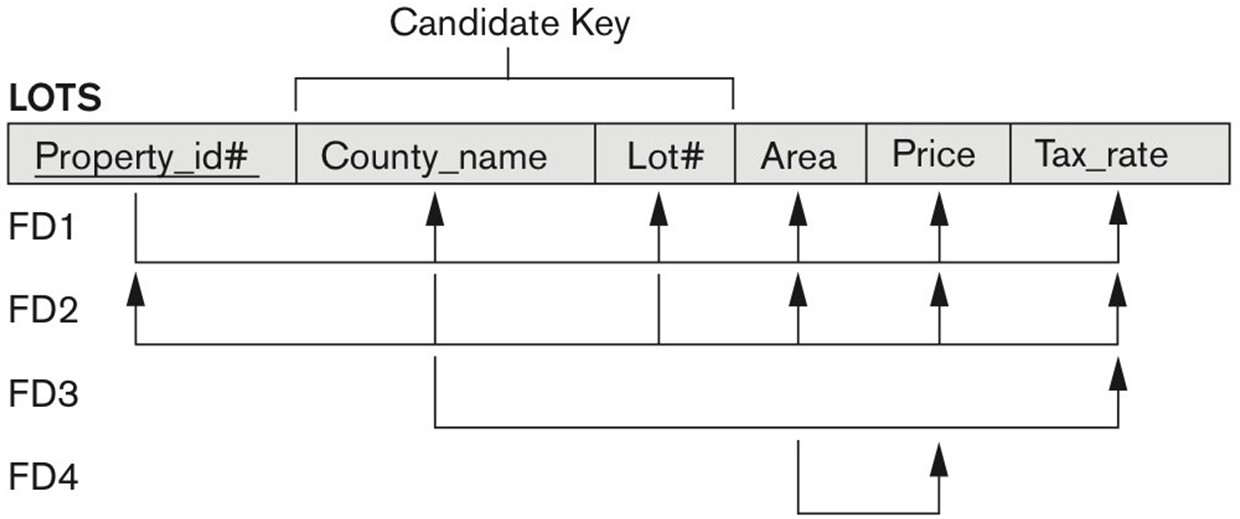 Candidate Key
LOTS
Property_id# County_name Lot# Area Price Tax_rate
FD1
FD2
FD3
FD4